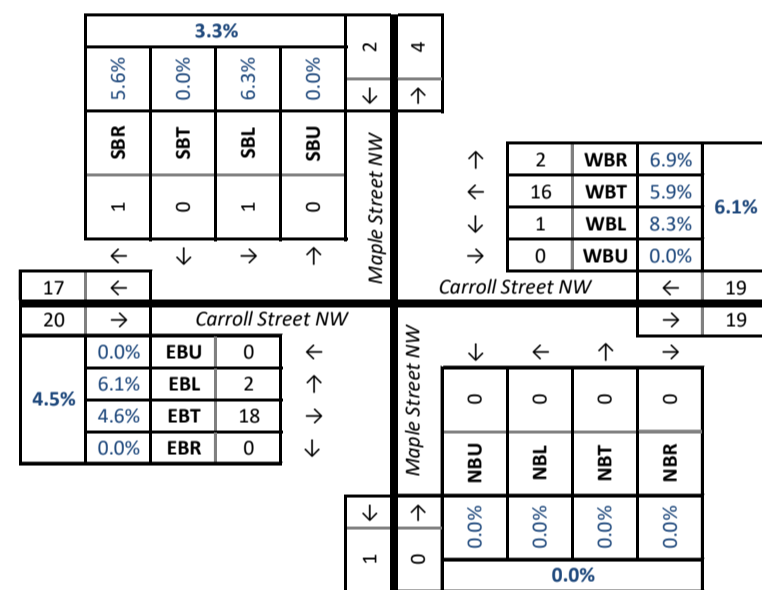 3.3%
5.6% 0.0% 6.3% 0.0%
SBR SBT SBL SBU
1 0 1 0
← ↓ → ↑
2 4
↓ ↑
Maple Street NW
↑ 2 WBR 6.9%
← 16 WBT 5.9%
↓ 1 WBL 8.3%
→ 0 WBU 0.0%
6.1%
17 ←
Carroll Street NW
← 19
20 →
Carroll Street NW
→ 19
4.5%
0.0% EBU 0 ←
6.1% EBL 2 ↑
4.6% EBT 18 →
0.0% EBR 0 ↓
Maple Street NW
↓ ← ↑ →
0 0 0 0
NBU NBL NBT NBR
0.0% 0.0% 0.0% 0.0%
0.0%
↓ ↑
1 0